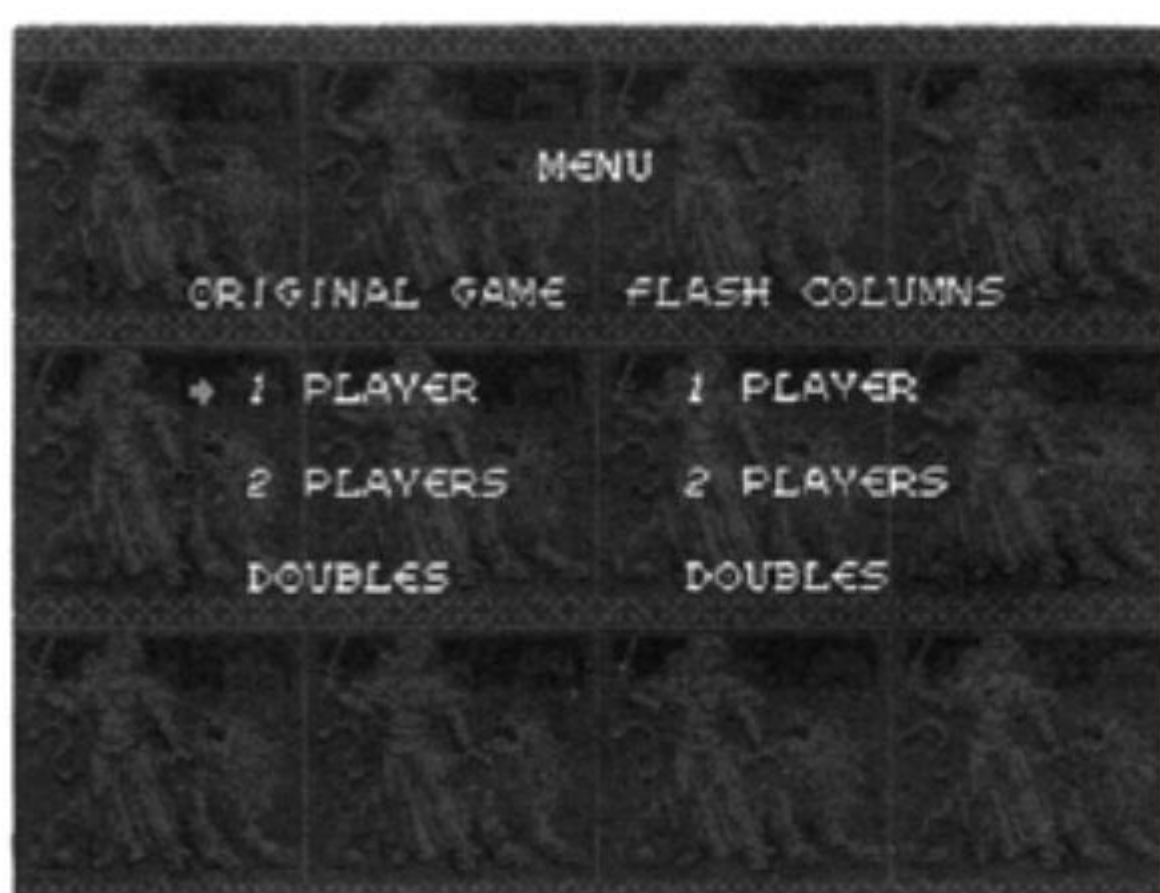 MENU
ORIGINAL GAME FLASH COLUMNS
1 PLAYER 1 PLAYER
2 PLAYERS 2 PLAYERS
DOUBLES DOUBLES